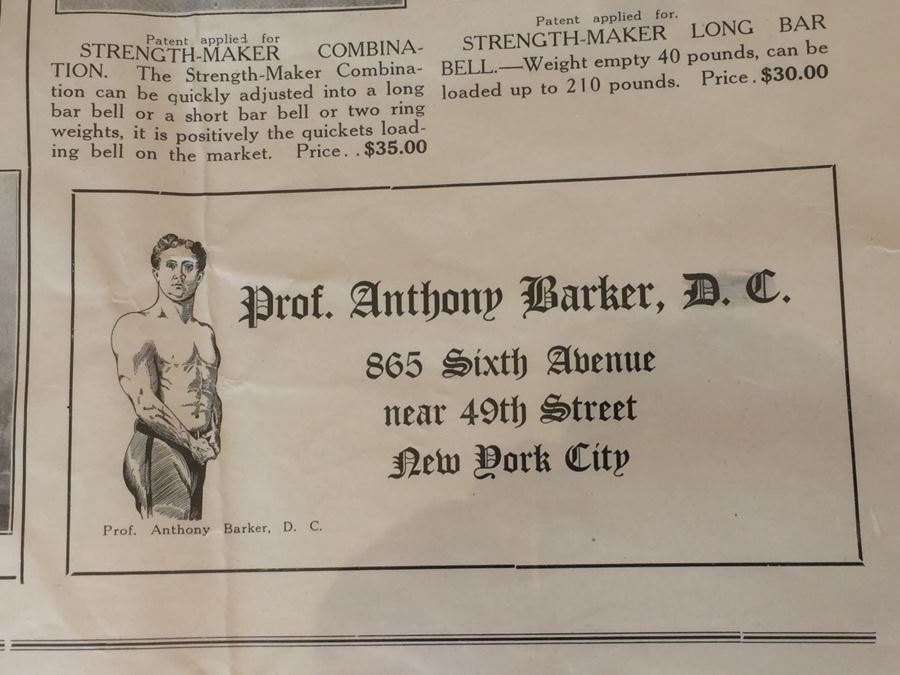 Patent applied for
STRENGTH-MAKER COMBINA-
TION. The Strength-Maker Combina-
tion can be quickly adjusted into a long
bar bell or a short bar bell or two ring
weights, it is positively the quickets load-
ing bell on the market. Price . . $35.00
Patent applied for.
STRENGTH-MAKER LONG BAR
BELL.—Weight empty 40 pounds, can be
loaded up to 210 pounds. Price . $30.00
Prof. Anthony Barker, D. C.
865 Sixth Avenue
near 49th Street
New York City
Prof. Anthony Barker, D. C.